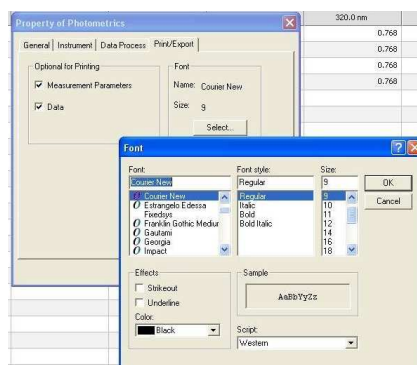 320.0 nm
0.768
0.768
0.768
0.768
Property of Photometrics
General Instrument Data Process Print/Export
Optional for Printing
Measurement Parameters
Data
Font
Name: Courier New
Size: 9
Select...
Font
Font: Font style: Size:
Courier New Regular 9
Courier New Regular 9
Estrangelo Edessa Italic 10
Fixedsys Bold 11
Franklin Gothic Mediur Bold Italic 12
Gautami 14
Georgia 16
Impact 18
OK
Cancel
Effects
Strikeout
Underline
Color:
Black
Sample
AaBbYyZz
Script:
Western